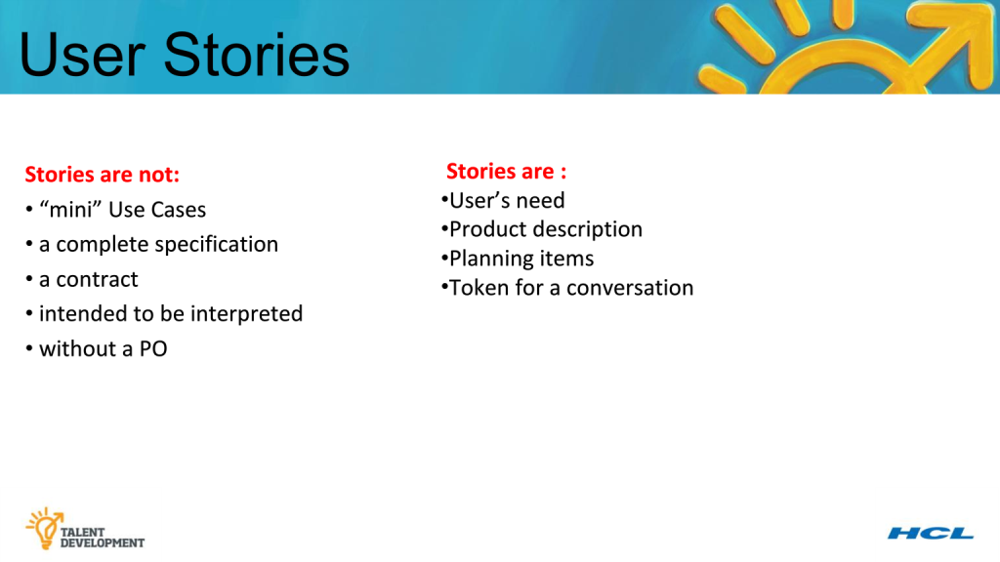 User Stories
Stories are not:
• “mini” Use Cases
• a complete specification
• a contract
• intended to be interpreted
• without a PO
Stories are :
•User’s need
•Product description
•Planning items
•Token for a conversation
TALENT
DEVELOPMENT
HCL